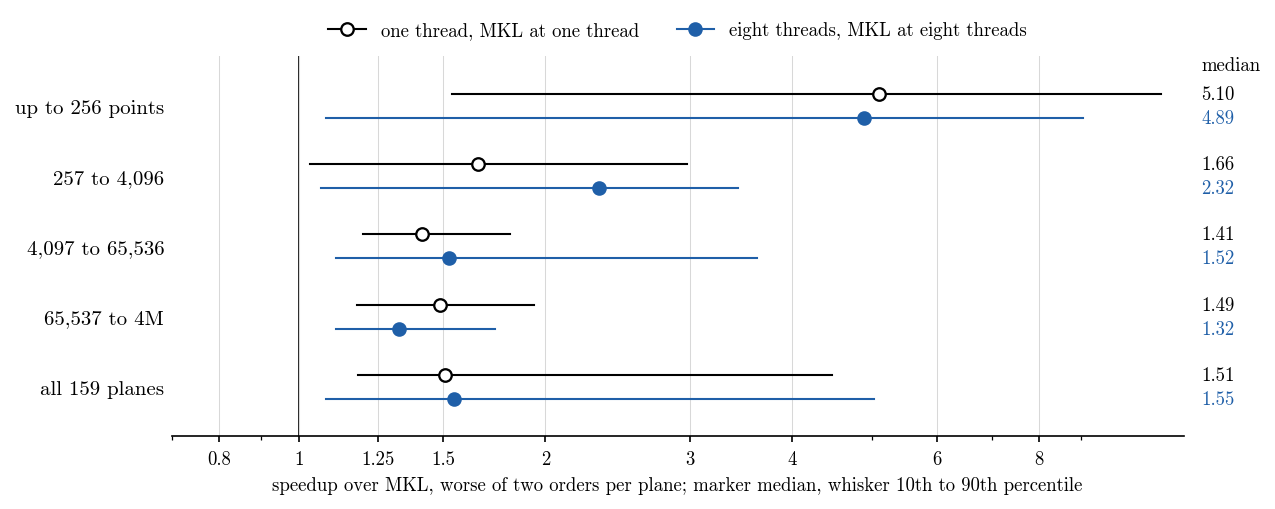 one thread, MKL at one thread
eight threads, MKL at eight threads
median
up to 256 points
5.10
4.89
257 to 4,096
1.66
2.32
4,097 to 65,536
1.41
1.52
65,537 to 4M
1.49
1.32
all 159 planes
1.51
1.55
0.8 1 1.25 1.5 2 3 4 6 8
speedup over MKL, worse of two orders per plane; marker median, whisker 10th to 90th percentile